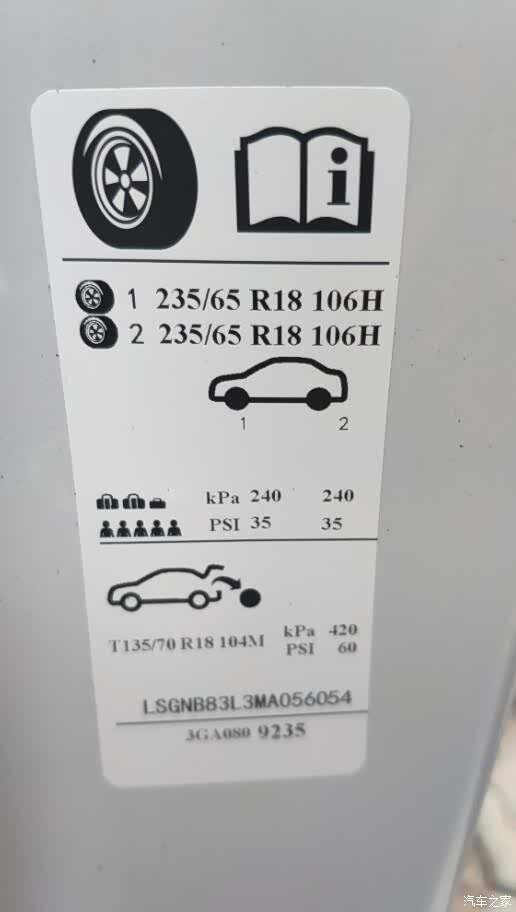 1 235/65 R18 106H
2 235/65 R18 106H
1 2
kPa 240 240
PSI 35 35
T135/70 R18 104M kPa 420
PSI 60
LSGNB83L3MA056054
3GA080 9235
汽车之家